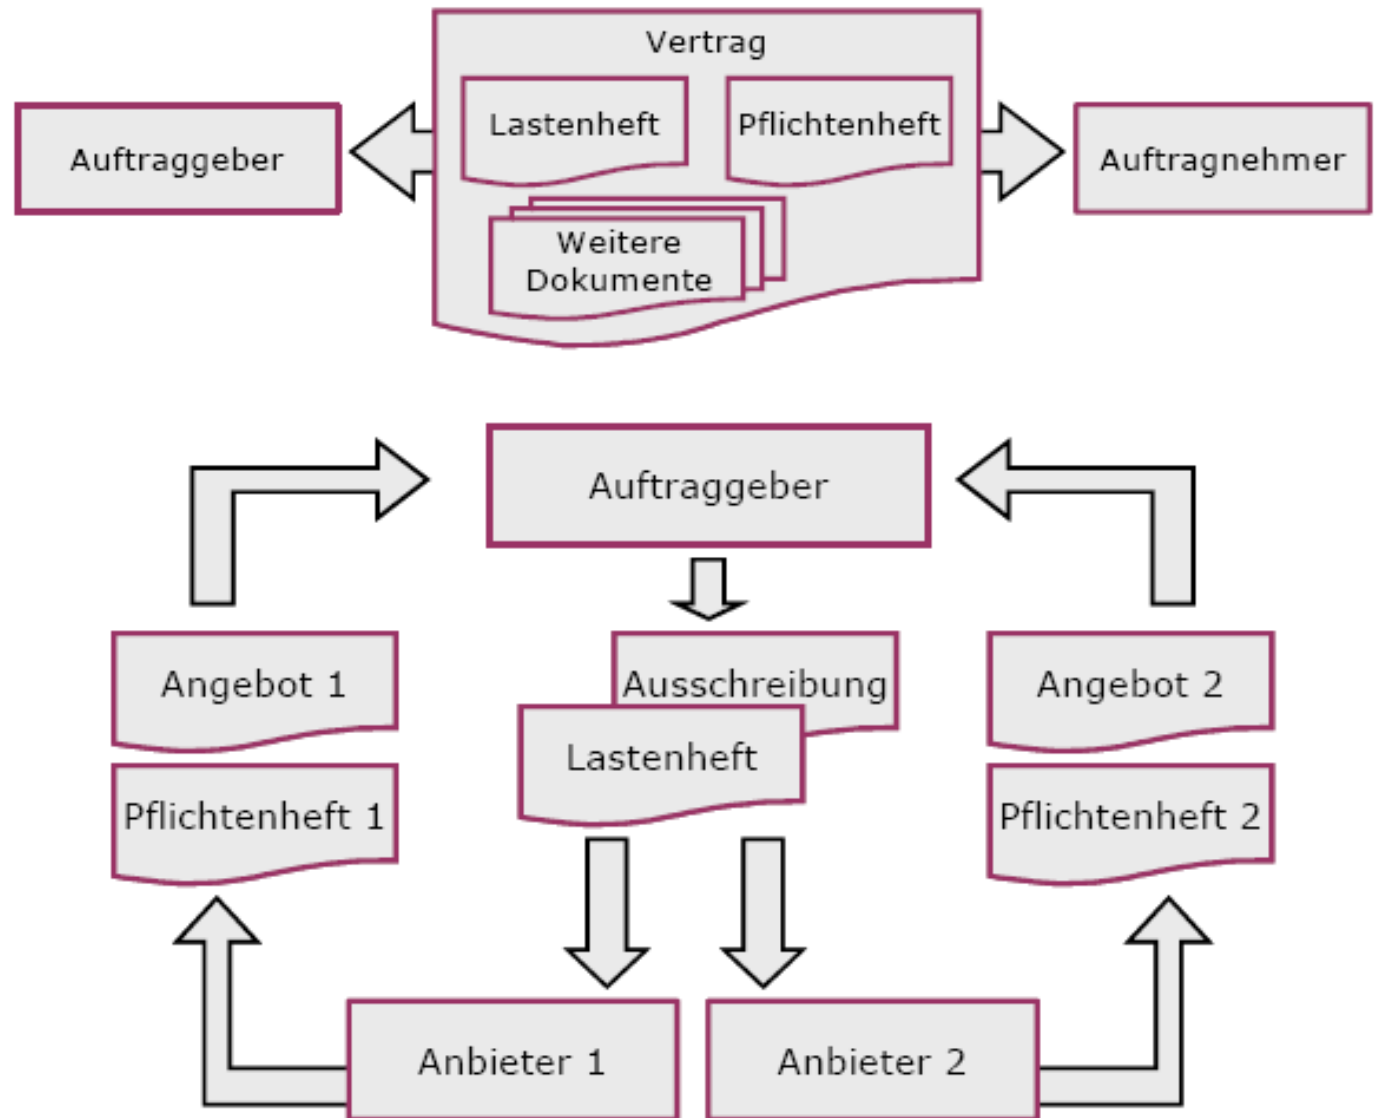 Vertrag
Lastenheft
Pflichtenheft
Auftraggeber
Auftragnehmer
Weitere
Dokumente
Auftraggeber
Angebot 1
Ausschreibung
Angebot 2
Lastenheft
Pflichtenheft 1
Pflichtenheft 2
Anbieter 1
Anbieter 2